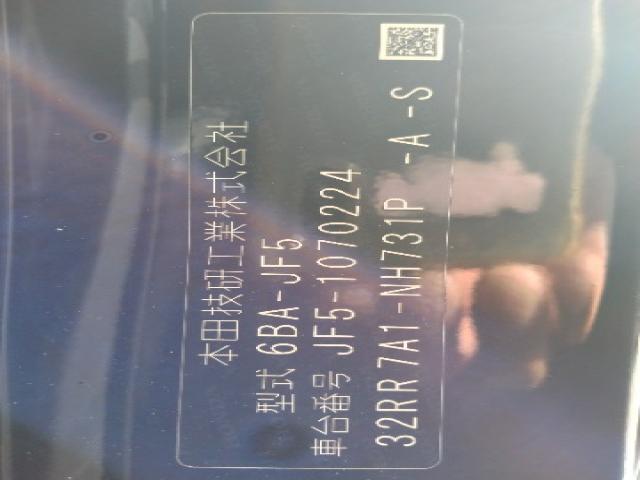 本田技研工業株式会社
型式 6BA-JF5
車台番号 JF5-1070224
32RR7A1-NH731P -A-S